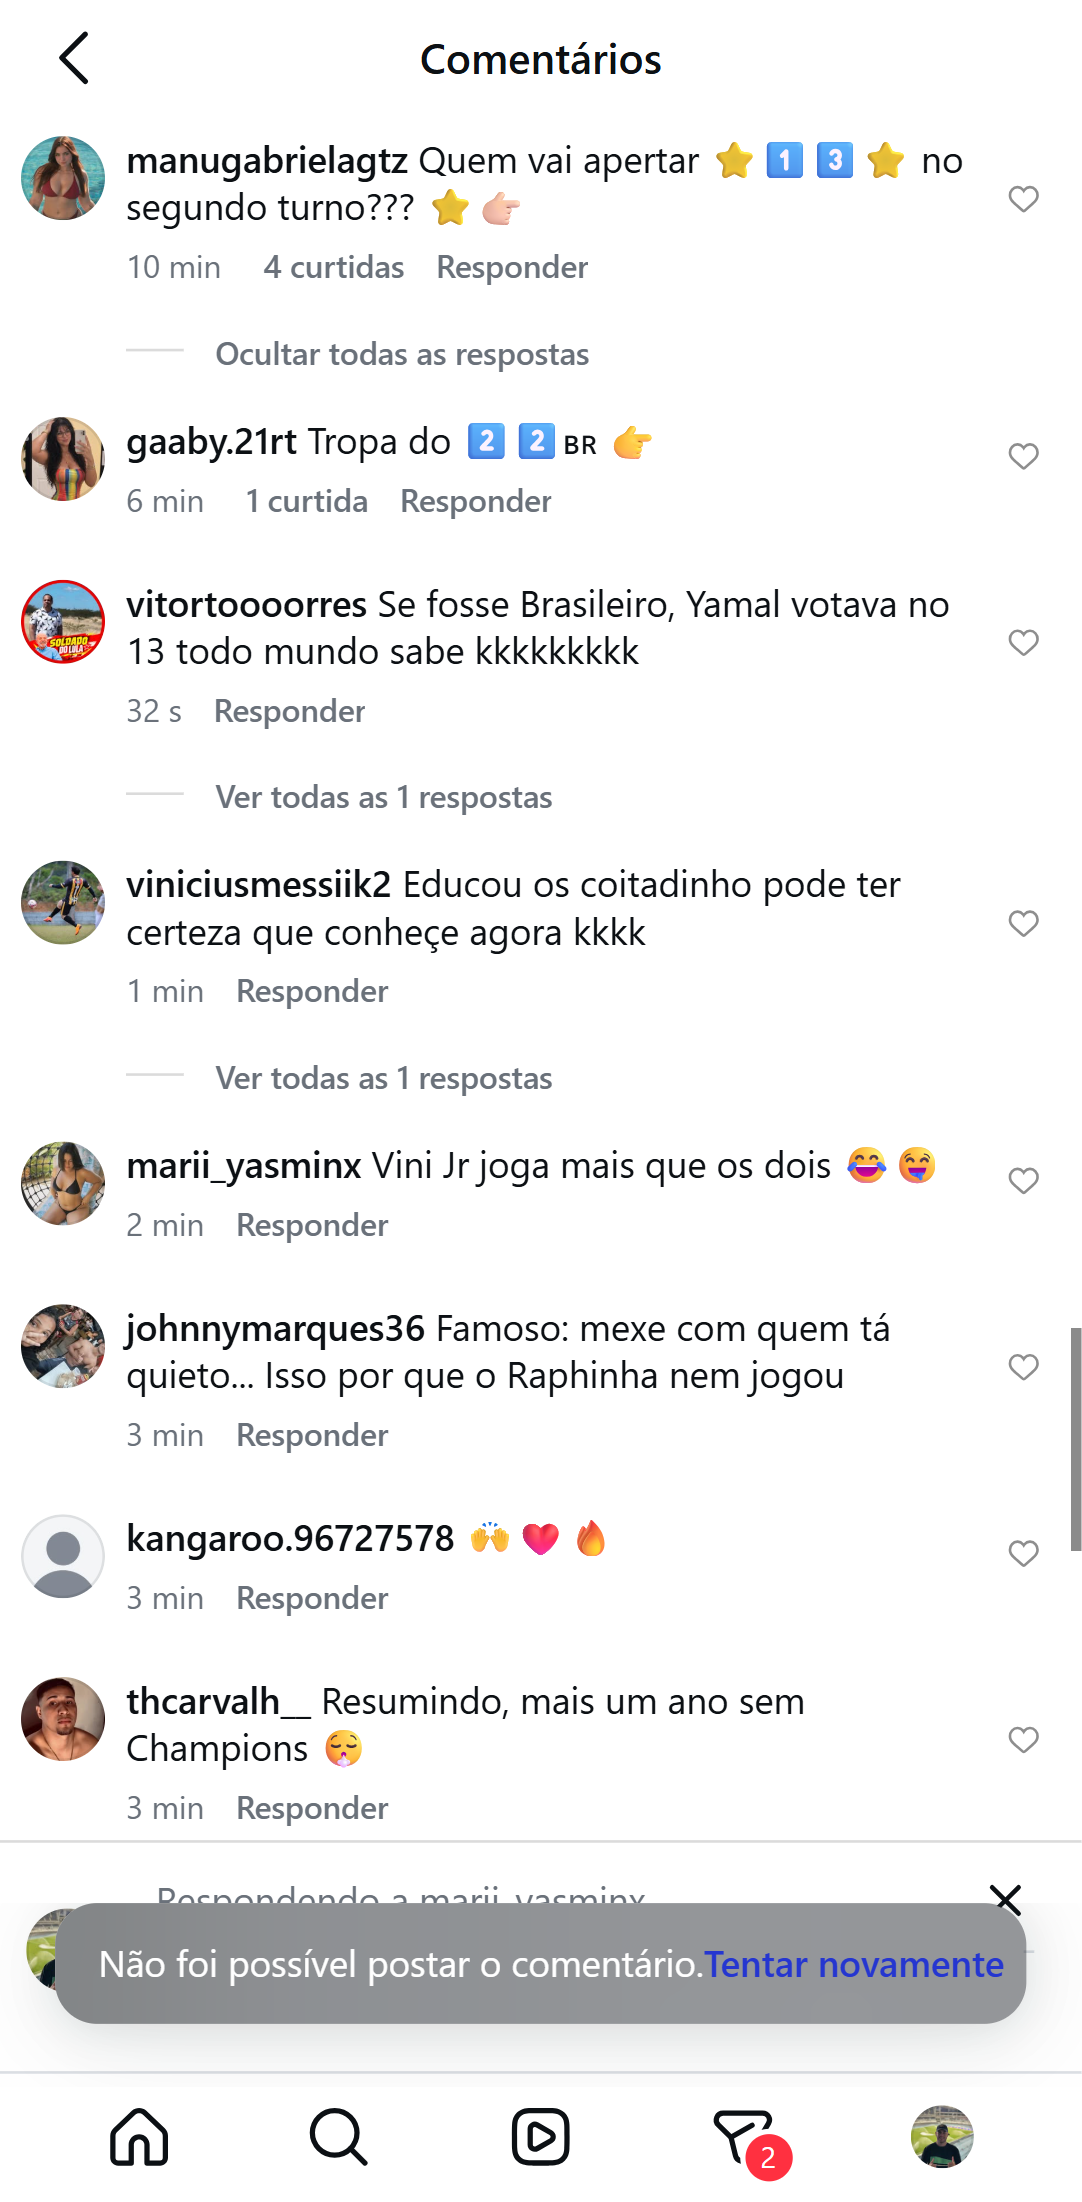 Comentários
manugabrielagtz Quem vai apertar ⭐ 1️⃣ 3️⃣ ⭐ no
segundo turno??? ⭐ 👉🏻
10 min 4 curtidas Responder
Ocultar todas as respostas
gaaby.21rt Tropa do 2️⃣ 2️⃣ BR 👉
6 min 1 curtida Responder
SOLDADO
DO LULA
vitortoooorres Se fosse Brasileiro, Yamal votava no
13 todo mundo sabe kkkkkkkkk
32 s Responder
Ver todas as 1 respostas
viniciusmessiik2 Educou os coitadinho pode ter
certeza que conheçe agora kkkk
1 min Responder
Ver todas as 1 respostas
marii_yasminx Vini Jr joga mais que os dois 😂 😝
2 min Responder
johnnymarques36 Famoso: mexe com quem tá
quieto... Isso por que o Raphinha nem jogou
3 min Responder
kangaroo.96727578 🙌 ❤️ 🔥
3 min Responder
thcarvalh__ Resumindo, mais um ano sem
Champions 😮‍💨
3 min Responder
Respondendo a marii_yasminx
Não foi possível postar o comentário.Tentar novamente
2